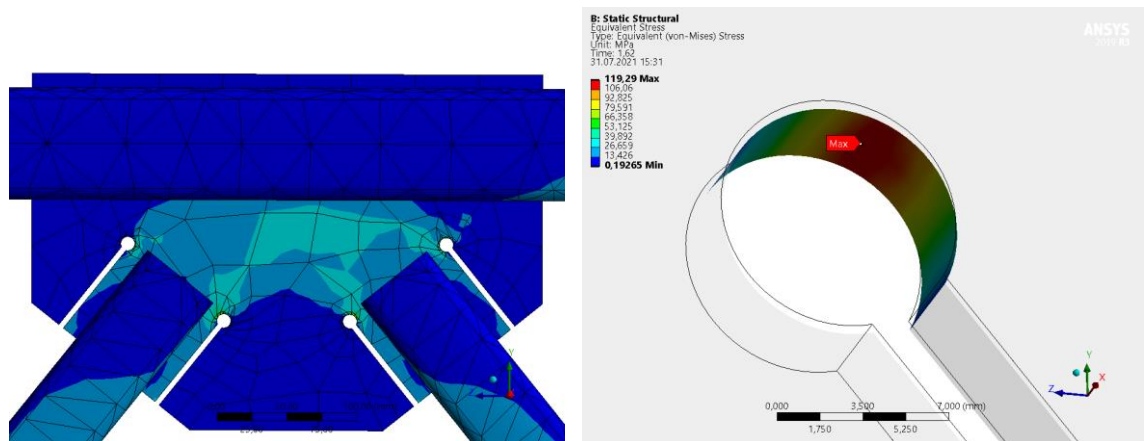 B: Static Structural
Equivalent Stress
Type: Equivalent (von-Mises) Stress
Unit: MPa
Time: 1,62
31.07.2021 15:31
119,29 Max
106,06
92,825
79,591
66,358
53,125
39,892
26,659
13,426
0,19265 Min
ANSYS
2019 R3
Max
Y
Y
X
Z
0,000 3,500 7,000 (mm)
1,750 5,250